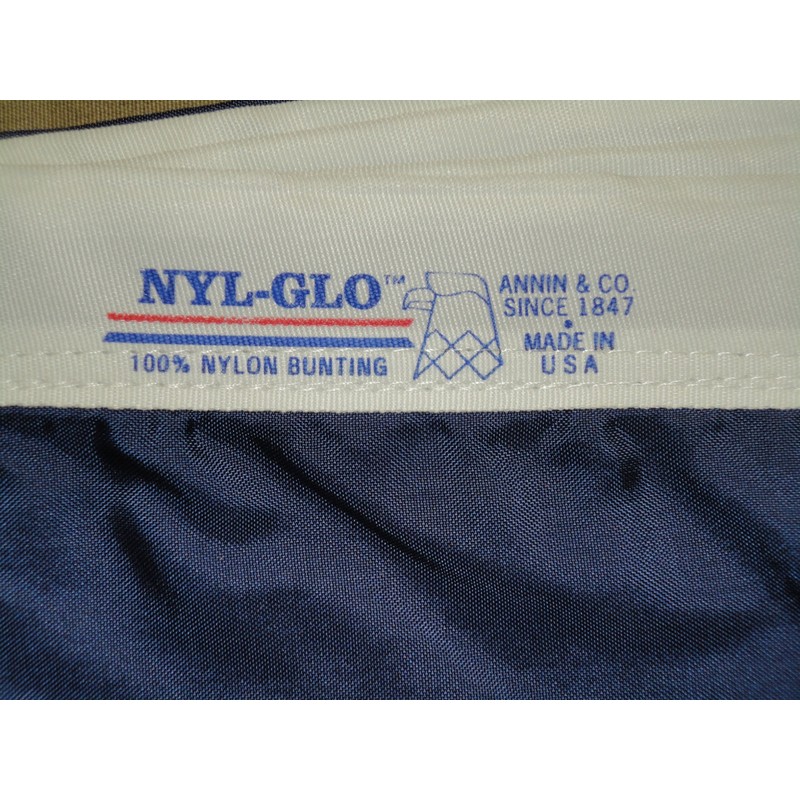 NYL-GLO™
100% NYLON BUNTING
ANNIN & CO.
SINCE 1847
•
MADE IN
USA